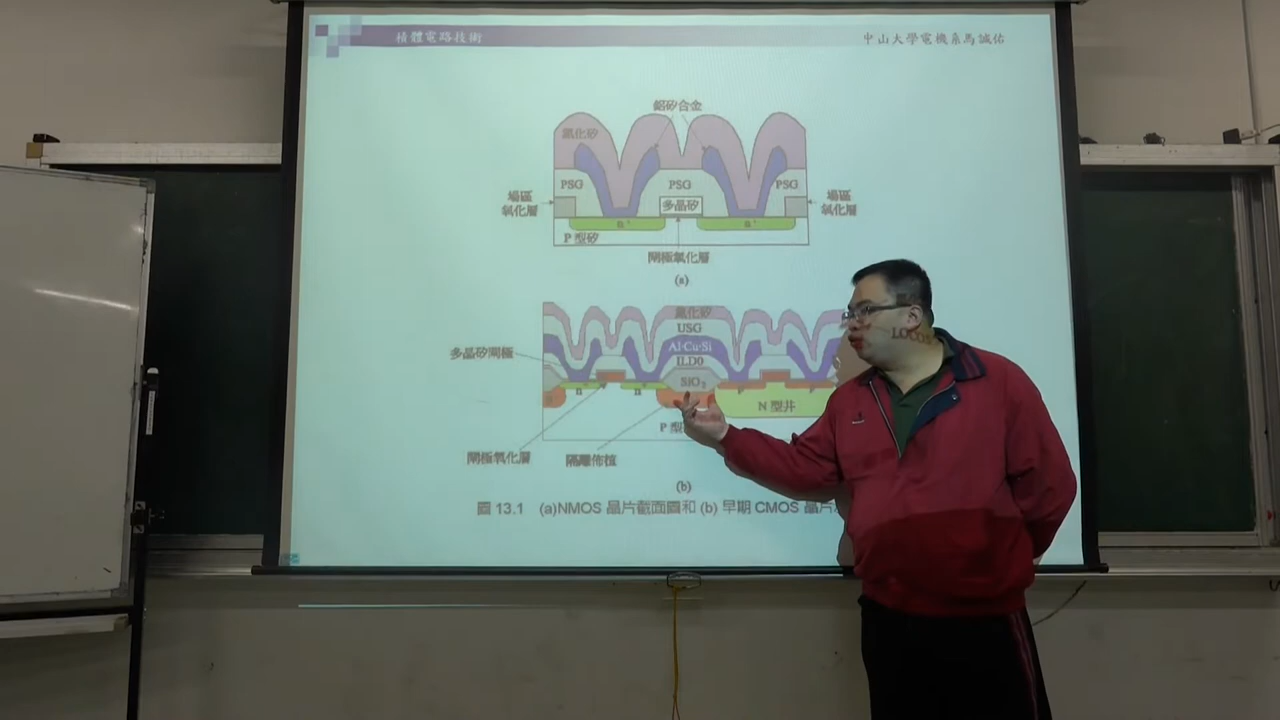 積體電路技術
中山大學電機系馬誠佑
鋁矽合金
氮化矽
PSG
PSG
PSG
場區
氧化層
多晶矽
場區
氧化層
n⁺
n⁺
P 型矽
閘極氧化層
(a)
氮化矽
USG
Al·Cu·Si
ILD0
SiO₂
LOCOS
多晶矽閘極
N 型井
閘極氧化層
隔離佈植
(b)
圖 13.1 (a)NMOS 晶片截面圖和 (b) 早期 CMOS 晶片